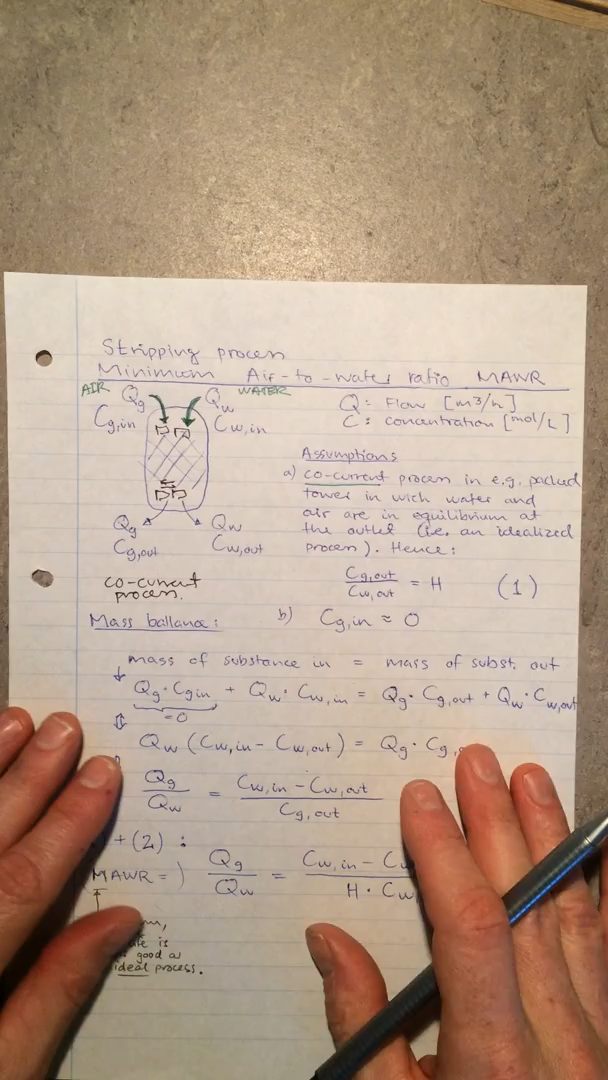 Stripping process
Minimum Air-to-water ratio MAWR
AIR Qg Qw WATER
Cg,in Cw,in
Q: Flow [m3/h]
C: concentration [mol/L]
Assumptions
a) co-current process in e.g. packed
tower in wich water and
air are in equilibrium at
the outlet (i.e. an idealized
process). Hence:
Qg Qw
Cg,out Cw,out
Cg,out / Cw,out = H (1)
co-current
process.
b) Cg,in ≈ 0
Mass ballance:
mass of substance in = mass of subst. out
↓ Qg · Cgin + Qw · Cw,in = Qg · Cg,out + Qw · Cw,out
=0
⇕ Qw (Cw,in - Cw,out) = Qg · Cg,
Qg / Qw = Cw,in - Cw,out / Cg,out
+(2) :
(MAWR =) Qg / Qw = Cw,in - Cw / H · Cw
is
good as
ideal process.